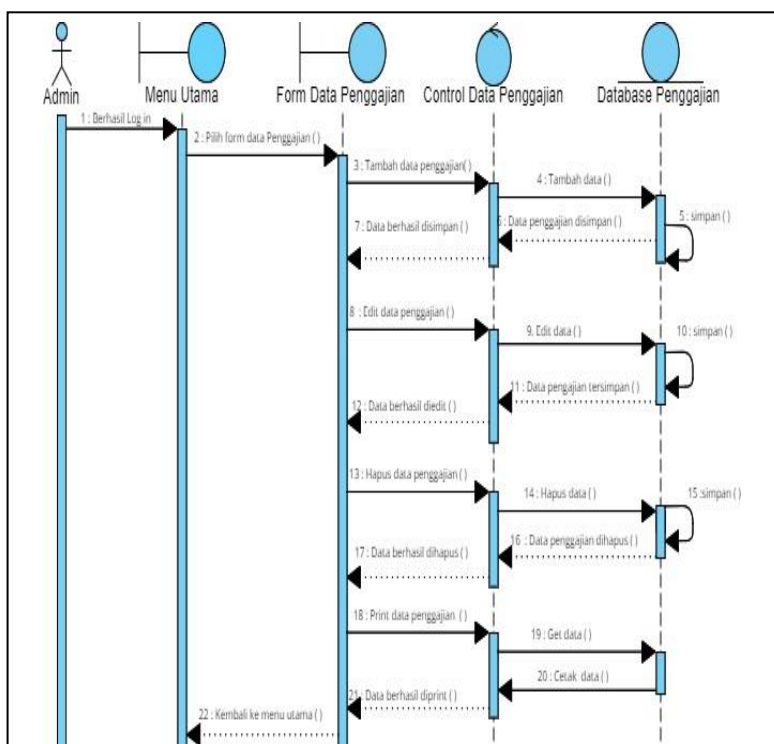 Admin
Menu Utama
Form Data Penggajian
Control Data Penggajian
Database Penggajian
1 : Berhasil Log in
2 : Pilih form data Penggajian ( )
3 : Tambah data penggajian( )
4 : Tambah data ( )
5 : simpan ( )
6 : Data penggajian disimpan ( )
7 : Data berhasil disimpan ( )
8 : Edit data penggajian ( )
9. Edit data ( )
10 : simpan ( )
11 : Data pengajian tersimpan ( )
12 : Data berhasil diedit ( )
13 : Hapus data penggajian ( )
14 : Hapus data ( )
15 :simpan ( )
16 : Data penggajian dihapus ( )
17 : Data berhasil dihapus ( )
18 : Print data penggajian ( )
19 : Get data ( )
20 : Cetak data ( )
21 : Data berhasil diprint ( )
22 : Kembali ke menu utama ( )